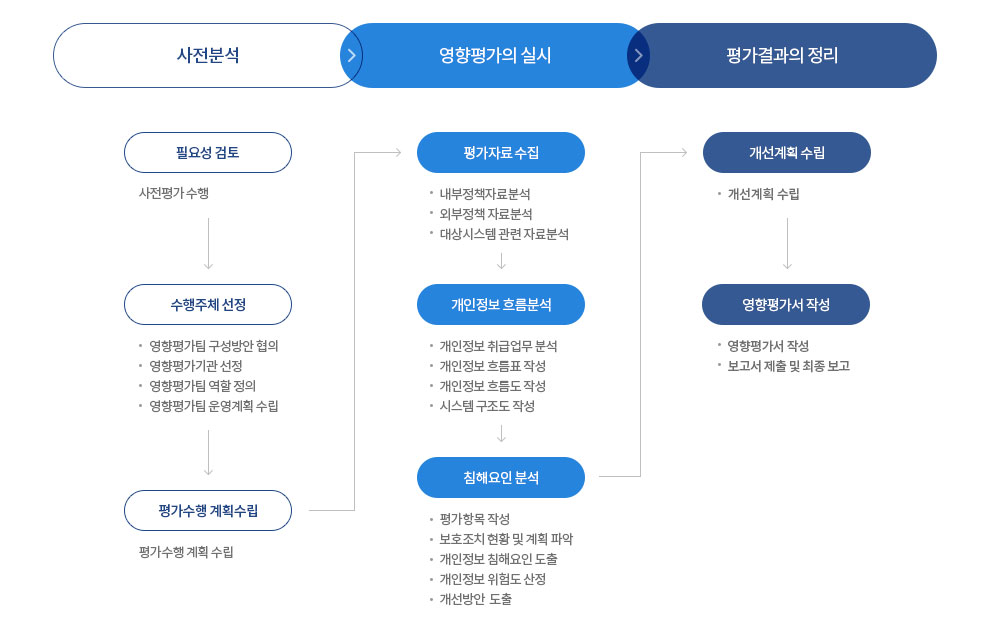 사전분석
영향평가의 실시
평가결과의 정리
필요성 검토
사전평가 수행
수행주체 선정
• 영향평가팀 구성방안 협의
• 영향평가기관 선정
• 영향평가팀 역할 정의
• 영향평가팀 운영계획 수립
평가수행 계획수립
평가수행 계획 수립
평가자료 수집
• 내부정책자료분석
• 외부정책 자료분석
• 대상시스템 관련 자료분석
개인정보 흐름분석
• 개인정보 취급업무 분석
• 개인정보 흐름표 작성
• 개인정보 흐름도 작성
• 시스템 구조도 작성
침해요인 분석
• 평가항목 작성
• 보호조치 현황 및 계획 파악
• 개인정보 침해요인 도출
• 개인정보 위험도 산정
• 개선방안 도출
개선계획 수립
• 개선계획 수립
영향평가서 작성
• 영향평가서 작성
• 보고서 제출 및 최종 보고